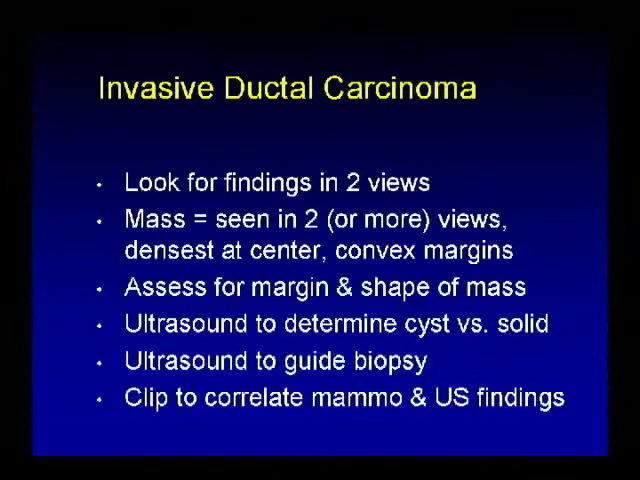 Invasive Ductal Carcinoma
• Look for findings in 2 views
• Mass = seen in 2 (or more) views,
densest at center, convex margins
• Assess for margin & shape of mass
• Ultrasound to determine cyst vs. solid
• Ultrasound to guide biopsy
• Clip to correlate mammo & US findings